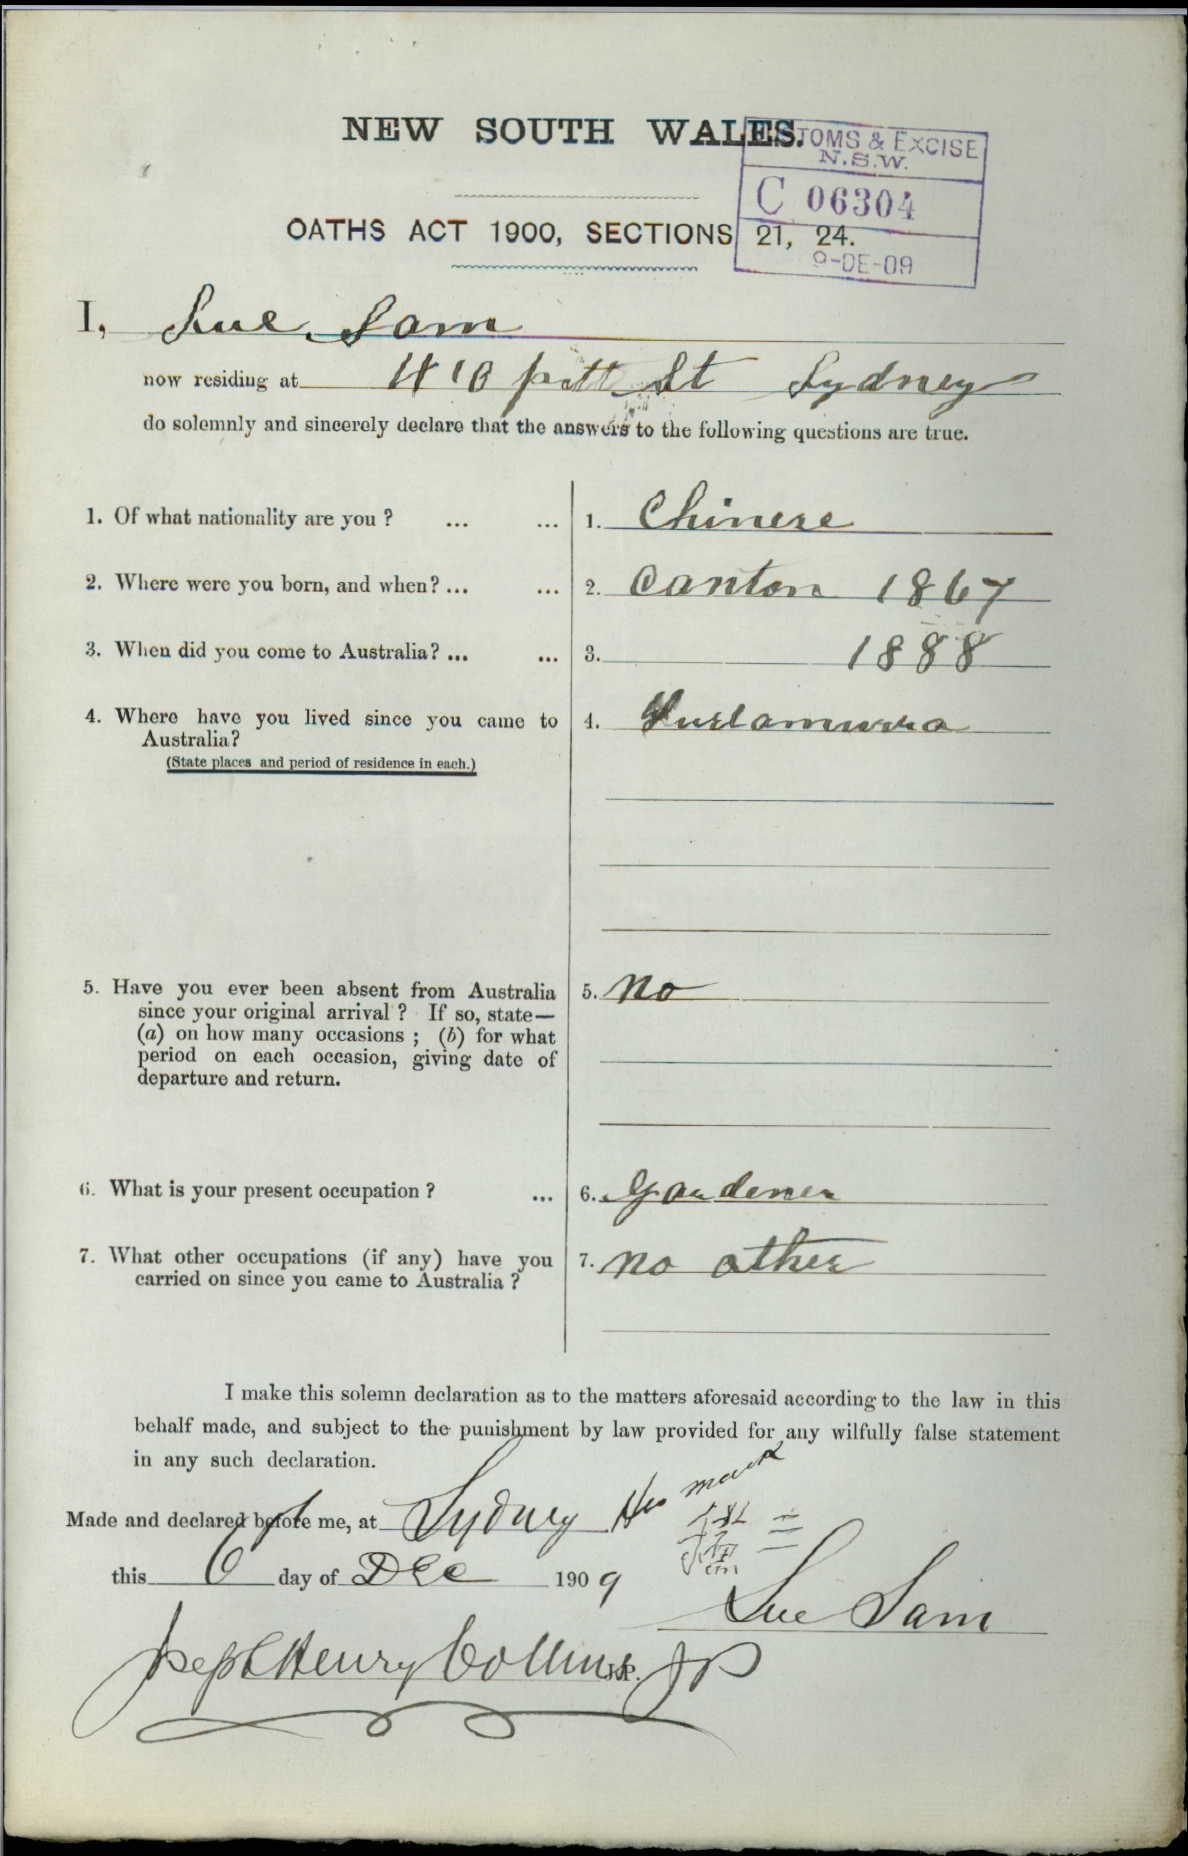 NEW SOUTH WALES.
TOMS & EXCISE
N.S.W.
C 06304
OATHS ACT 1900, SECTIONS 21, 24.
9-DE-09
I, Sue Sam
now residing at 410 pitt St Sydney
do solemnly and sincerely declare that the answers to the following questions are true.
1. Of what nationality are you ? ... ... 1. Chinese
2. Where were you born, and when? ... ... 2. Canton 1867
3. When did you come to Australia? ... ... 3. 1888
4. Where have you lived since you came to 4.
Australia?
(State places and period of residence in each.)
5. Have you ever been absent from Australia 5. no
since your original arrival ? If so, state—
(a) on how many occasions ; (b) for what
period on each occasion, giving date of
departure and return.
6. What is your present occupation ? ... 6. Gardener
7. What other occupations (if any) have you 7. no other
carried on since you came to Australia ?
I make this solemn declaration as to the matters aforesaid according to the law in this
behalf made, and subject to the punishment by law provided for any wilfully false statement
in any such declaration.
Made and declared before me, at Sydney His mark
三
this 6 day of Dec 1909
Sue Sam
Joseph Henry Collins J.P. JP